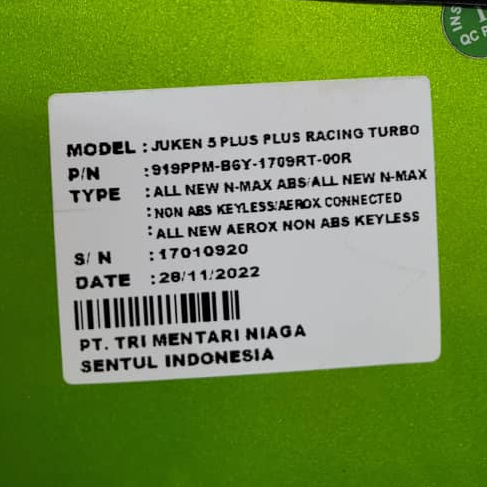 INS
QC P
MODEL : JUKEN 5 PLUS PLUS RACING TURBO
P/N : 919PPM-B6Y-1709RT-00R
TYPE : ALL NEW N-MAX ABS/ALL NEW N-MAX
: NON ABS KEYLESS/AEROX CONNECTED
: ALL NEW AEROX NON ABS KEYLESS
S/N : 17010920
DATE : 28/11/2022
PT. TRI MENTARI NIAGA
SENTUL INDONESIA